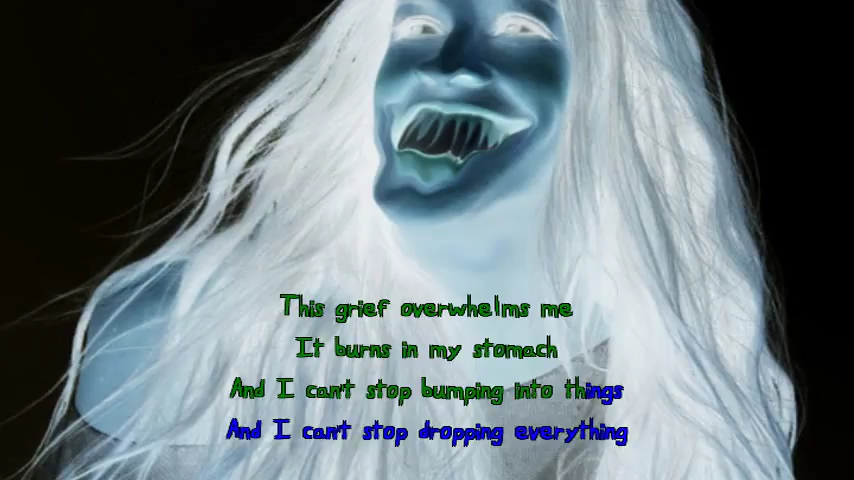 This grief overwhelms me
It burns in my stomach
And I can't stop bumping into things
And I can't stop dropping everything